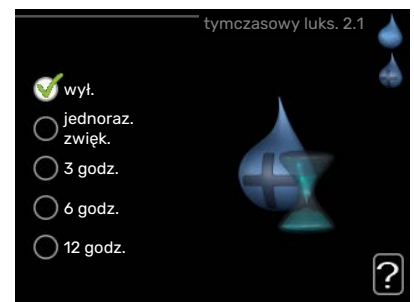 tymczasowy luks. 2.1
wył.
jednoraz.
zwięk.
3 godz.
6 godz.
12 godz.
?